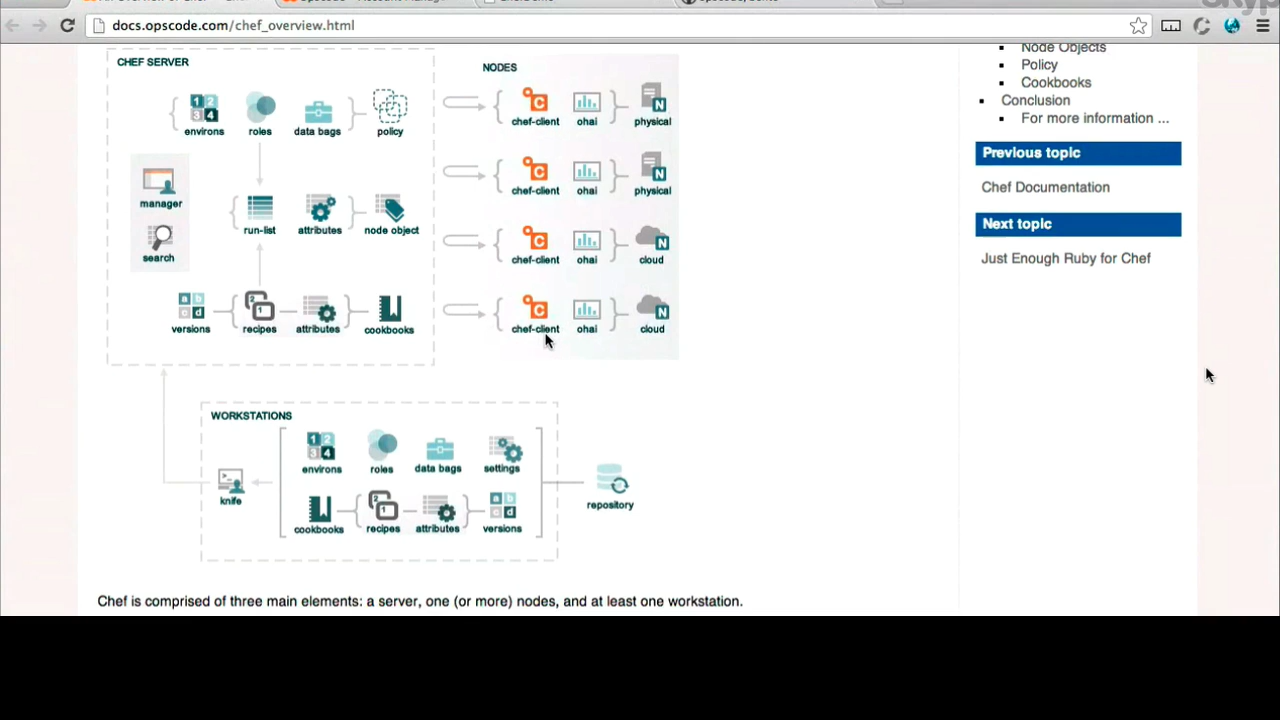 docs.opscode.com/chef_overview.html
CHEF SERVER
environs roles data bags policy
manager
search
run-list attributes node object
versions recipes attributes cookbooks
NODES
chef-client ohai physical
chef-client ohai physical
chef-client ohai cloud
chef-client ohai cloud
WORKSTATIONS
knife
environs roles data bags settings
cookbooks recipes attributes versions
repository
Chef is comprised of three main elements: a server, one (or more) nodes, and at least one workstation.
Node Objects
Policy
Cookbooks
Conclusion
For more information ...
Previous topic
Chef Documentation
Next topic
Just Enough Ruby for Chef